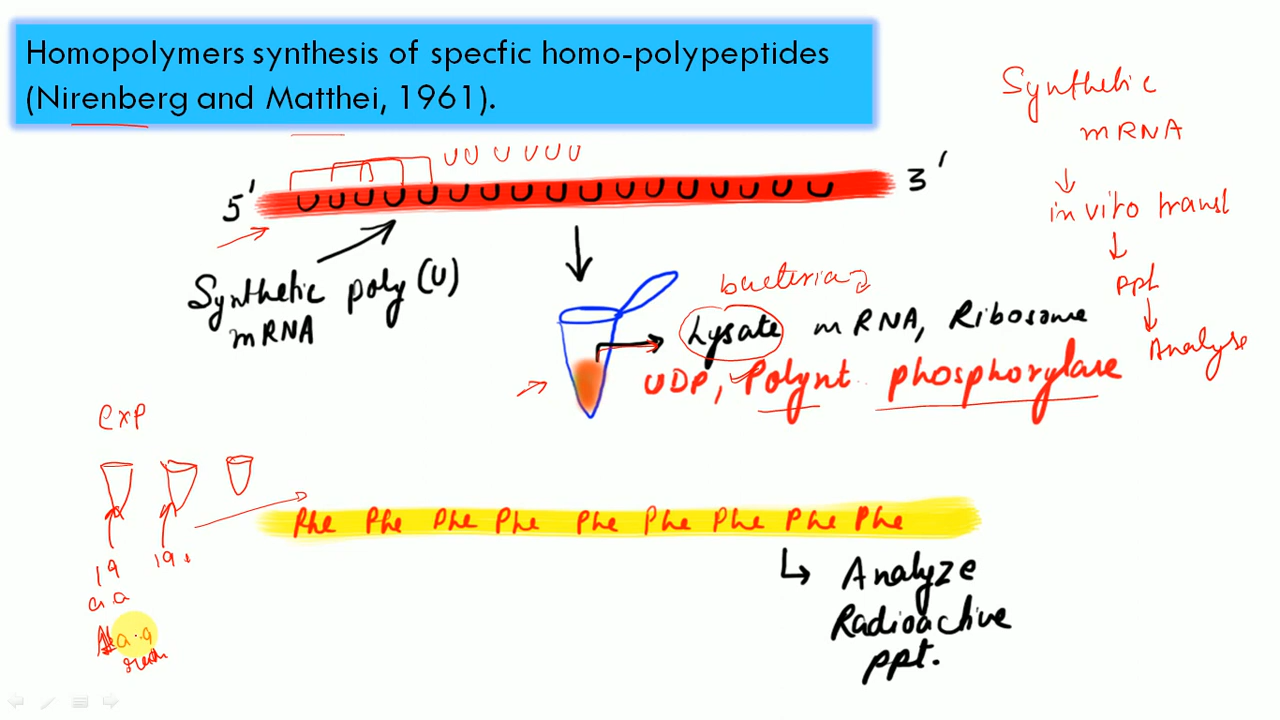 Homopolymers synthesis of specfic homo-polypeptides
(Nirenberg and Matthei, 1961).
Synthetic
mRNA
in vitro transl
ppt
Analyse
U U U U U U
5' U U U U U U U U U U U U U U U U U 3'
Synthetic poly (U)
mRNA
bacteria
Lysate mRNA, Ribosome
UDP, Polynt phosphorylase
exp
19 19
a a
Phe Phe Phe Phe Phe Phe Phe Phe Phe
Analyze
Radioactive
ppt.